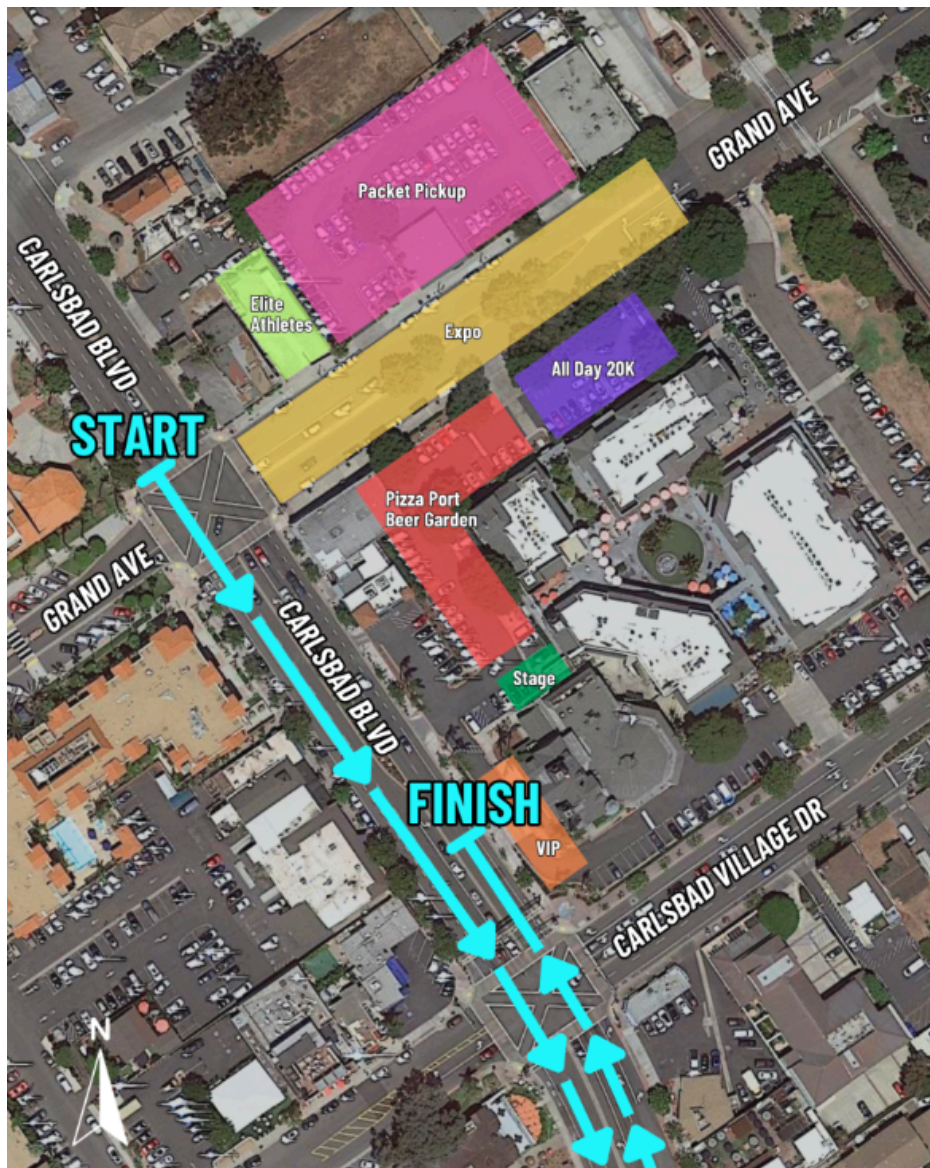 GRAND AVE
Packet Pickup
CARLSBAD BLVD
Elite
Athletes
Expo
All Day 20K
START
Pizza Port
Beer Garden
GRAND AVE
CARLSBAD BLVD
Stage
FINISH
VIP
CARLSBAD VILLAGE DR
N